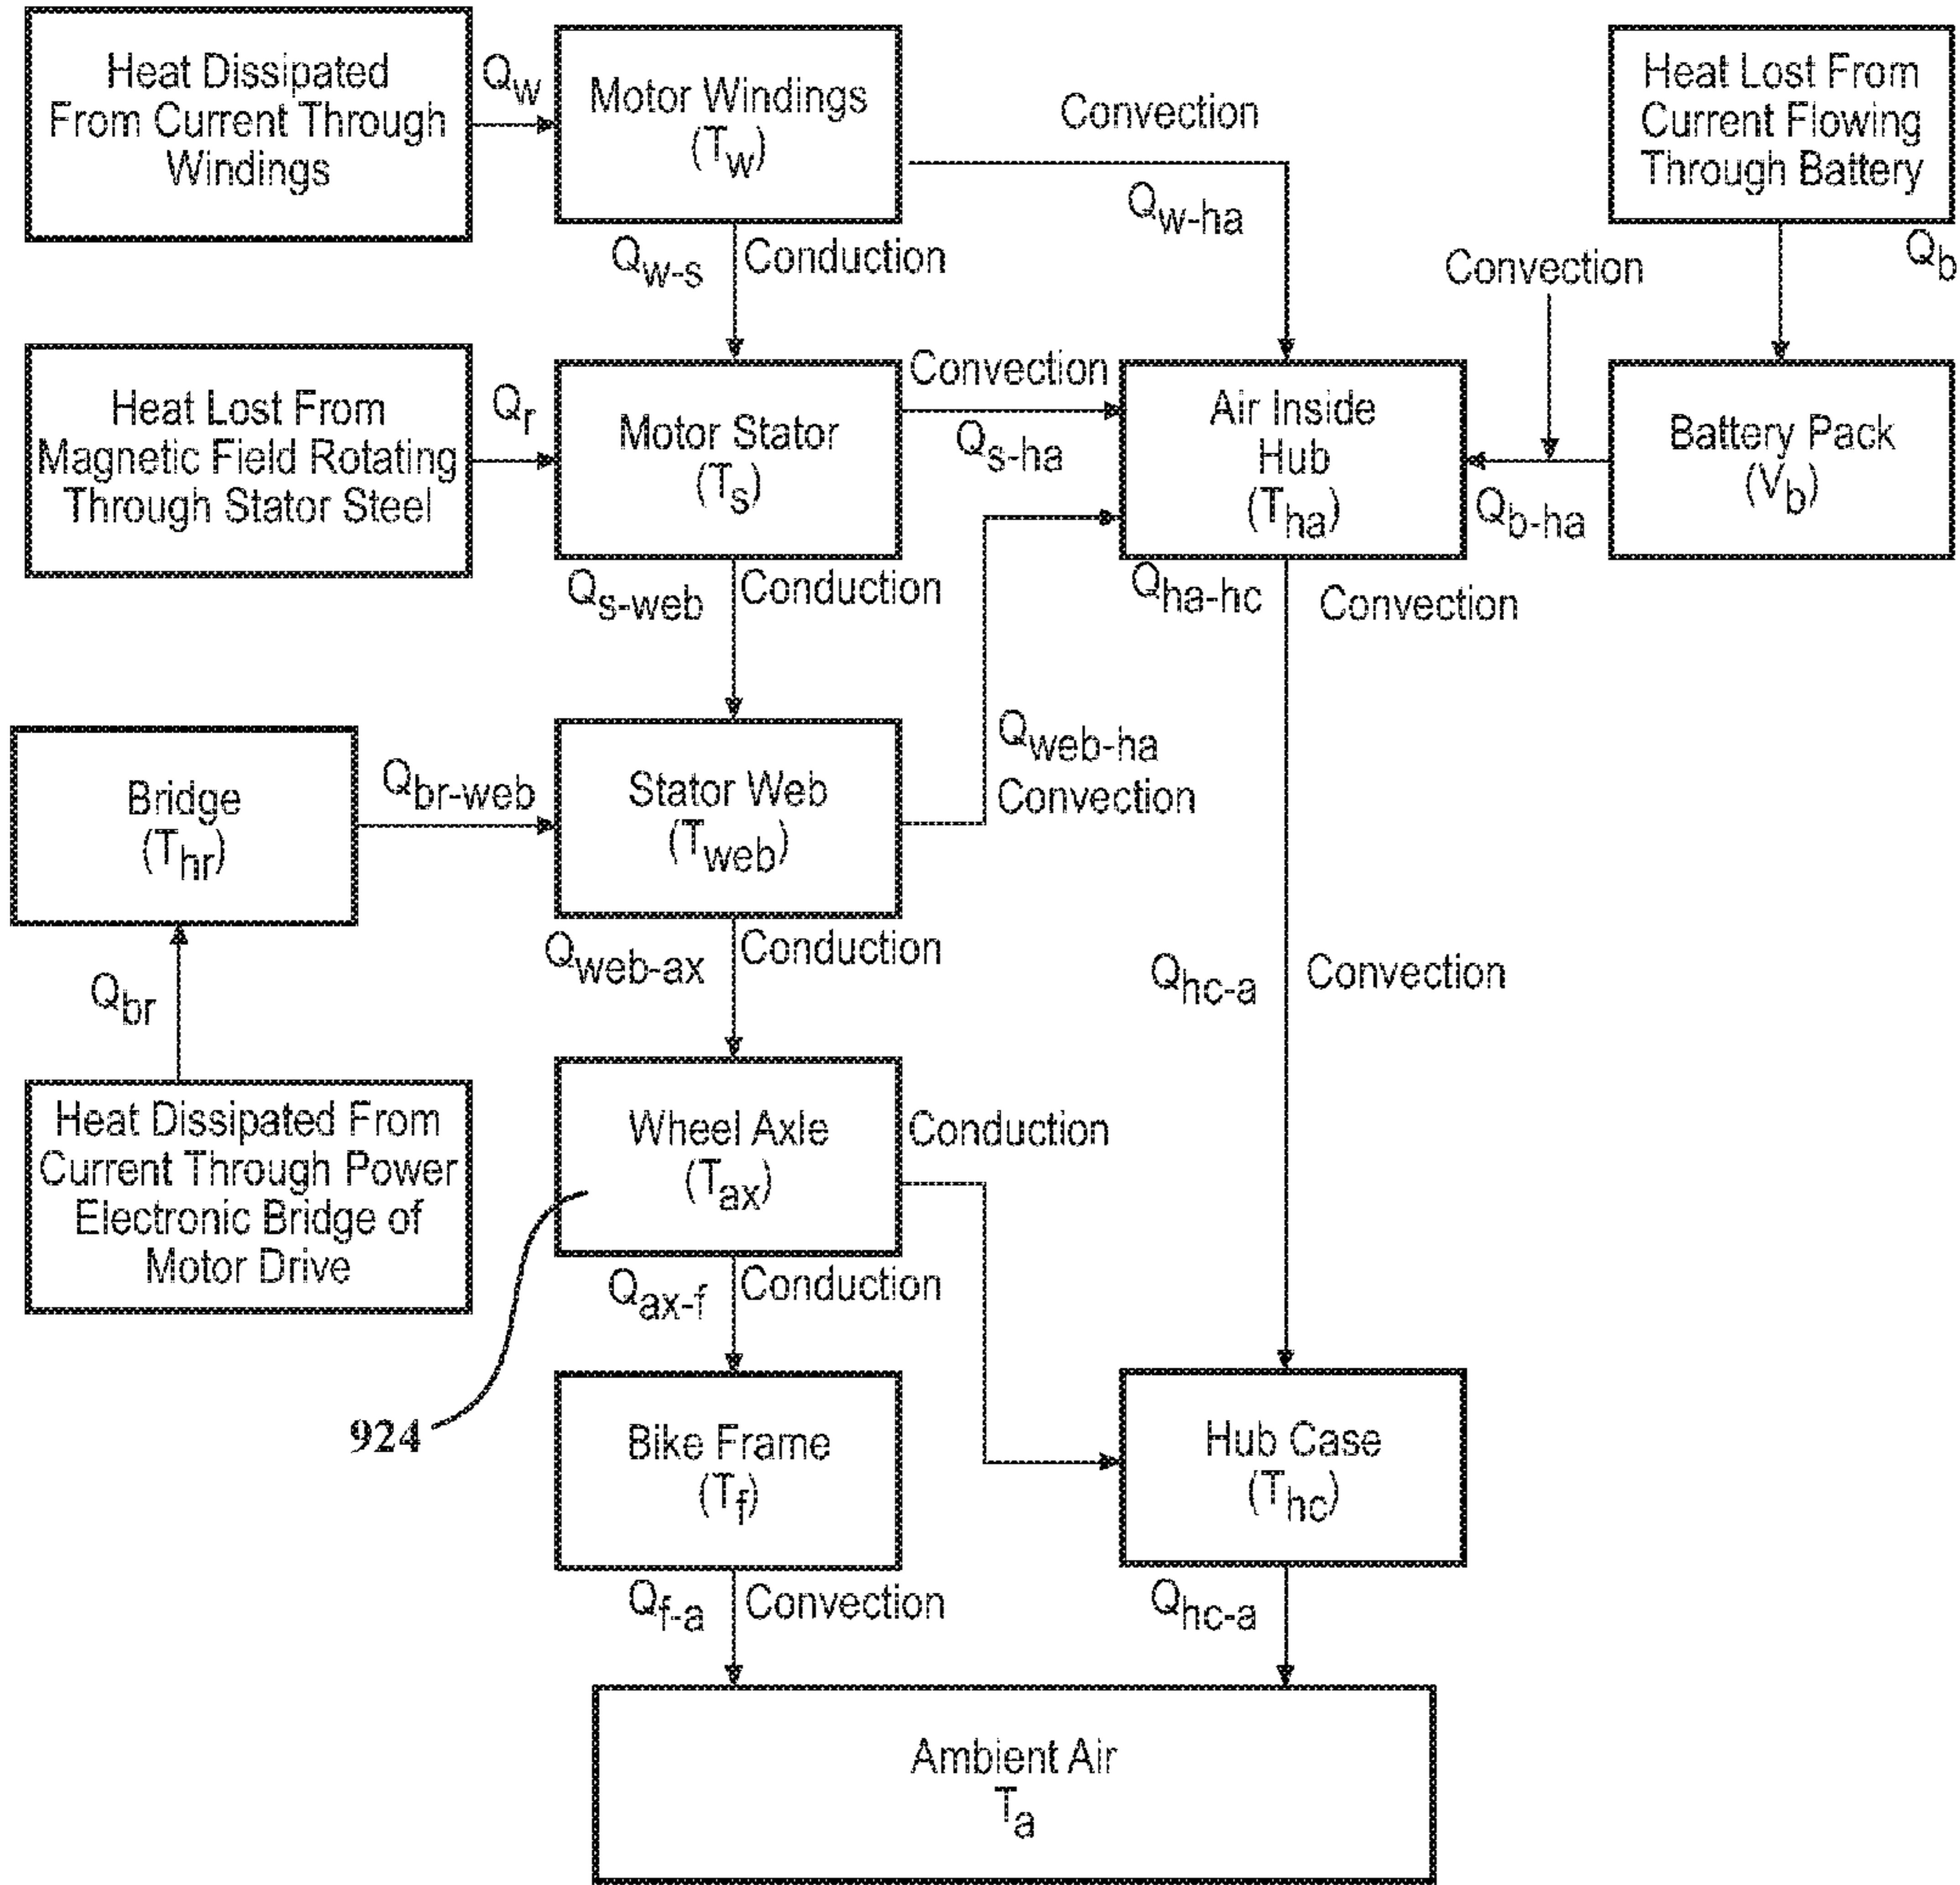 Heat Dissipated
From Current Through
Windings
Qw
Motor Windings
(Tw)
Convection
Qw-ha
Heat Lost From
Current Flowing
Through Battery
Qb
Qw-s
Conduction
Convection
Heat Lost From
Magnetic Field Rotating
Through Stator Steel
Qr
Motor Stator
(Ts)
Convection
Qs-ha
Air Inside
Hub
(Tha)
Qb-ha
Battery Pack
(Vb)
Qs-web
Conduction
Qha-hc
Convection
Bridge
(Thr)
Qbr-web
Stator Web
(Tweb)
Qweb-ha
Convection
Qbr
Qweb-ax
Conduction
Qhc-a
Convection
Heat Dissipated From
Current Through Power
Electronic Bridge of
Motor Drive
Wheel Axle
(Tax)
Conduction
Qax-f
Conduction
924
Bike Frame
(Tf)
Hub Case
(Thc)
Qf-a
Convection
Qhc-a
Ambient Air
Ta